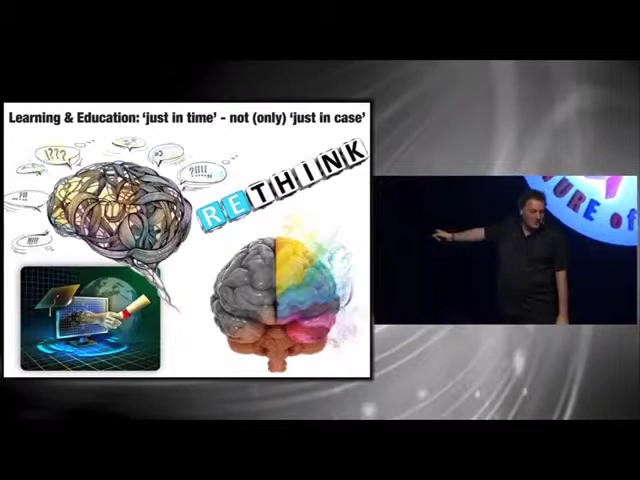 Learning & Education: 'just in time' - not (only) 'just in case'
!???
?!!!!
..?!
!!!!!
RETHINK
URE of